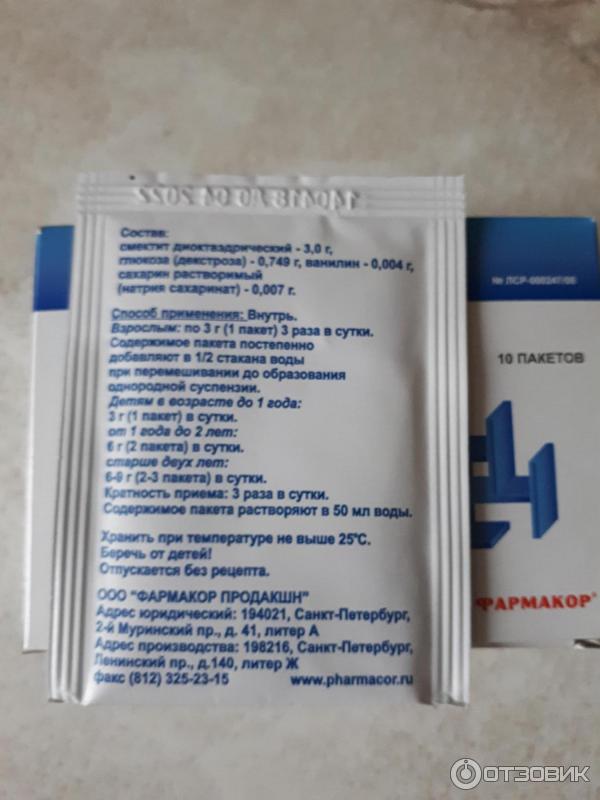 Состав:
смектит диоктаэдрический - 3,0 г,
глюкоза (декстроза) - 0,749 г, ванилин - 0,004 г,
сахарин растворимый
(натрия сахаринат) - 0,007 г.
Способ применения: Внутрь.
Взрослым: по 3 г (1 пакет) 3 раза в сутки.
Содержимое пакета постепенно
добавляют в 1/2 стакана воды
при перемешивании до образования
однородной суспензии.
Детям в возрасте до 1 года:
3 г (1 пакет) в сутки.
от 1 года до 2 лет:
6 г (2 пакета) в сутки.
старше двух лет:
6-9 г (2-3 пакета) в сутки.
Кратность приема: 3 раза в сутки.
Содержимое пакета растворяют в 50 мл воды.
Хранить при температуре не выше 25°С.
Беречь от детей!
Отпускается без рецепта.
ООО "ФАРМАКОР ПРОДАКШН"
Адрес юридический: 194021, Санкт-Петербург,
2-й Муринский пр., д. 41, литер А
Адрес производства: 198216, Санкт-Петербург,
Ленинский пр., д.140, литер Ж
факс (812) 325-23-15 www.pharmacor.ru
10 ПАКЕТОВ
ФАРМАКОР®
ОТЗОВИК